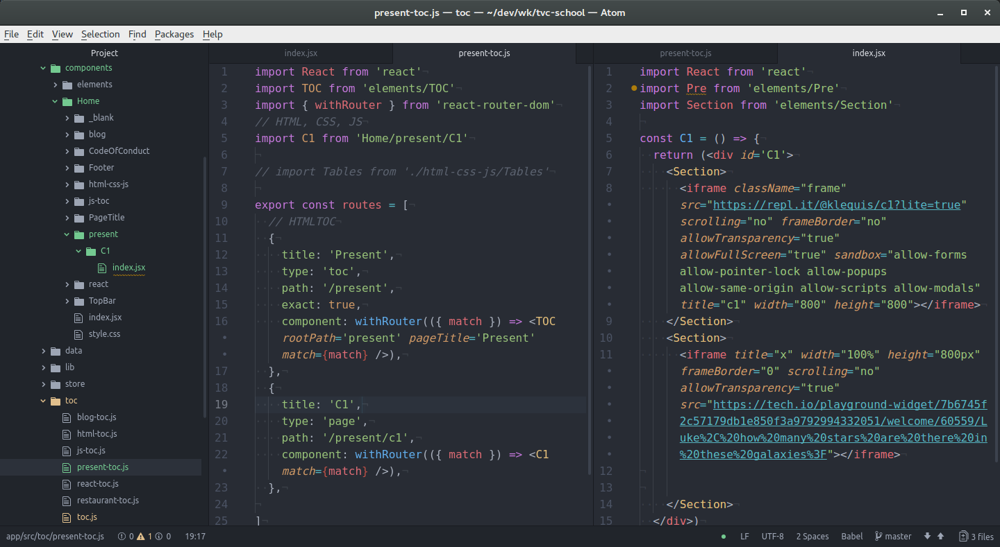 present-toc.js — toc — ~/dev/wk/tvc-school — Atom
File Edit View Selection Find Packages Help
Project
components
elements
Home
_blank
blog
CodeOfConduct
Footer
html-css-js
js-toc
PageTitle
present
C1
index.jsx
react
TopBar
index.jsx
style.css
data
lib
store
toc
blog-toc.js
html-toc.js
js-toc.js
present-toc.js
react-toc.js
restaurant-toc.js
toc.js
index.jsx present-toc.js
1 import React from 'react'¬
2 import TOC from 'elements/TOC'¬
3 import { withRouter } from 'react-router-dom'¬
4 // HTML, CSS, JS¬
5 import C1 from 'Home/present/C1'¬
6 ¬
7 // import Tables from './html-css-js/Tables'¬
8 ¬
9 export const routes = [¬
10 ··// HTMLTOC¬
11 ··{¬
12 ····title: 'Present',¬
13 ····type: 'toc',¬
14 ····path: '/present',¬
15 ····exact: true,¬
16 ····component: withRouter(({ match }) => <TOC
• rootPath='present' pageTitle='Present'
• match={match} />),¬
17 ··},¬
18 ··{¬
19 ····title: 'C1',¬
20 ····type: 'page',¬
21 ····path: '/present/c1',¬
22 ····component: withRouter(({ match }) => <C1
• match={match} />),¬
23 ··},¬
24 ¬
25 ]¬
present-toc.js index.jsx
1 import React from 'react'¬
2 import Pre from 'elements/Pre'¬
3 import Section from 'elements/Section'¬
4 ¬
5 const C1 = () => {¬
6 ··return (<div id='C1'>¬
7 ····<Section>¬
8 ······<iframe className="frame"
• src="https://repl.it/@klequis/c1?lite=true"
• scrolling="no" frameBorder="no"
• allowTransparency="true"
• allowFullScreen="true" sandbox="allow-forms
• allow-pointer-lock allow-popups
• allow-same-origin allow-scripts allow-modals"
• title="c1" width="800" height="800"></iframe>¬
9 ····</Section>¬
10 ····<Section>¬
11 ······<iframe title="x" width="100%" height="800px"
• frameBorder="0" scrolling="no"
• allowTransparency="true"
• src="https://tech.io/playground-widget/7b6745f
• 2c57179db1e850f3a9792994332051/welcome/60559/L
• uke%2C%20how%20many%20stars%20are%20there%20in
• %20these%20galaxies%3F"></iframe>¬
12 ¬
13 ¬
14 ····</Section>¬
15 ··</div>)¬
app/src/toc/present-toc.js 0 1 0 19:17 LF UTF-8 2 Spaces Babel master 3 files